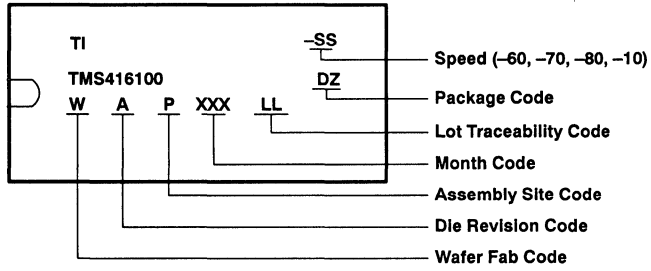 TI –SS
Speed (–60, –70, –80, –10)
TMS416100 DZ
Package Code
W A P XXX LL
Lot Traceability Code
Month Code
Assembly Site Code
Die Revision Code
Wafer Fab Code